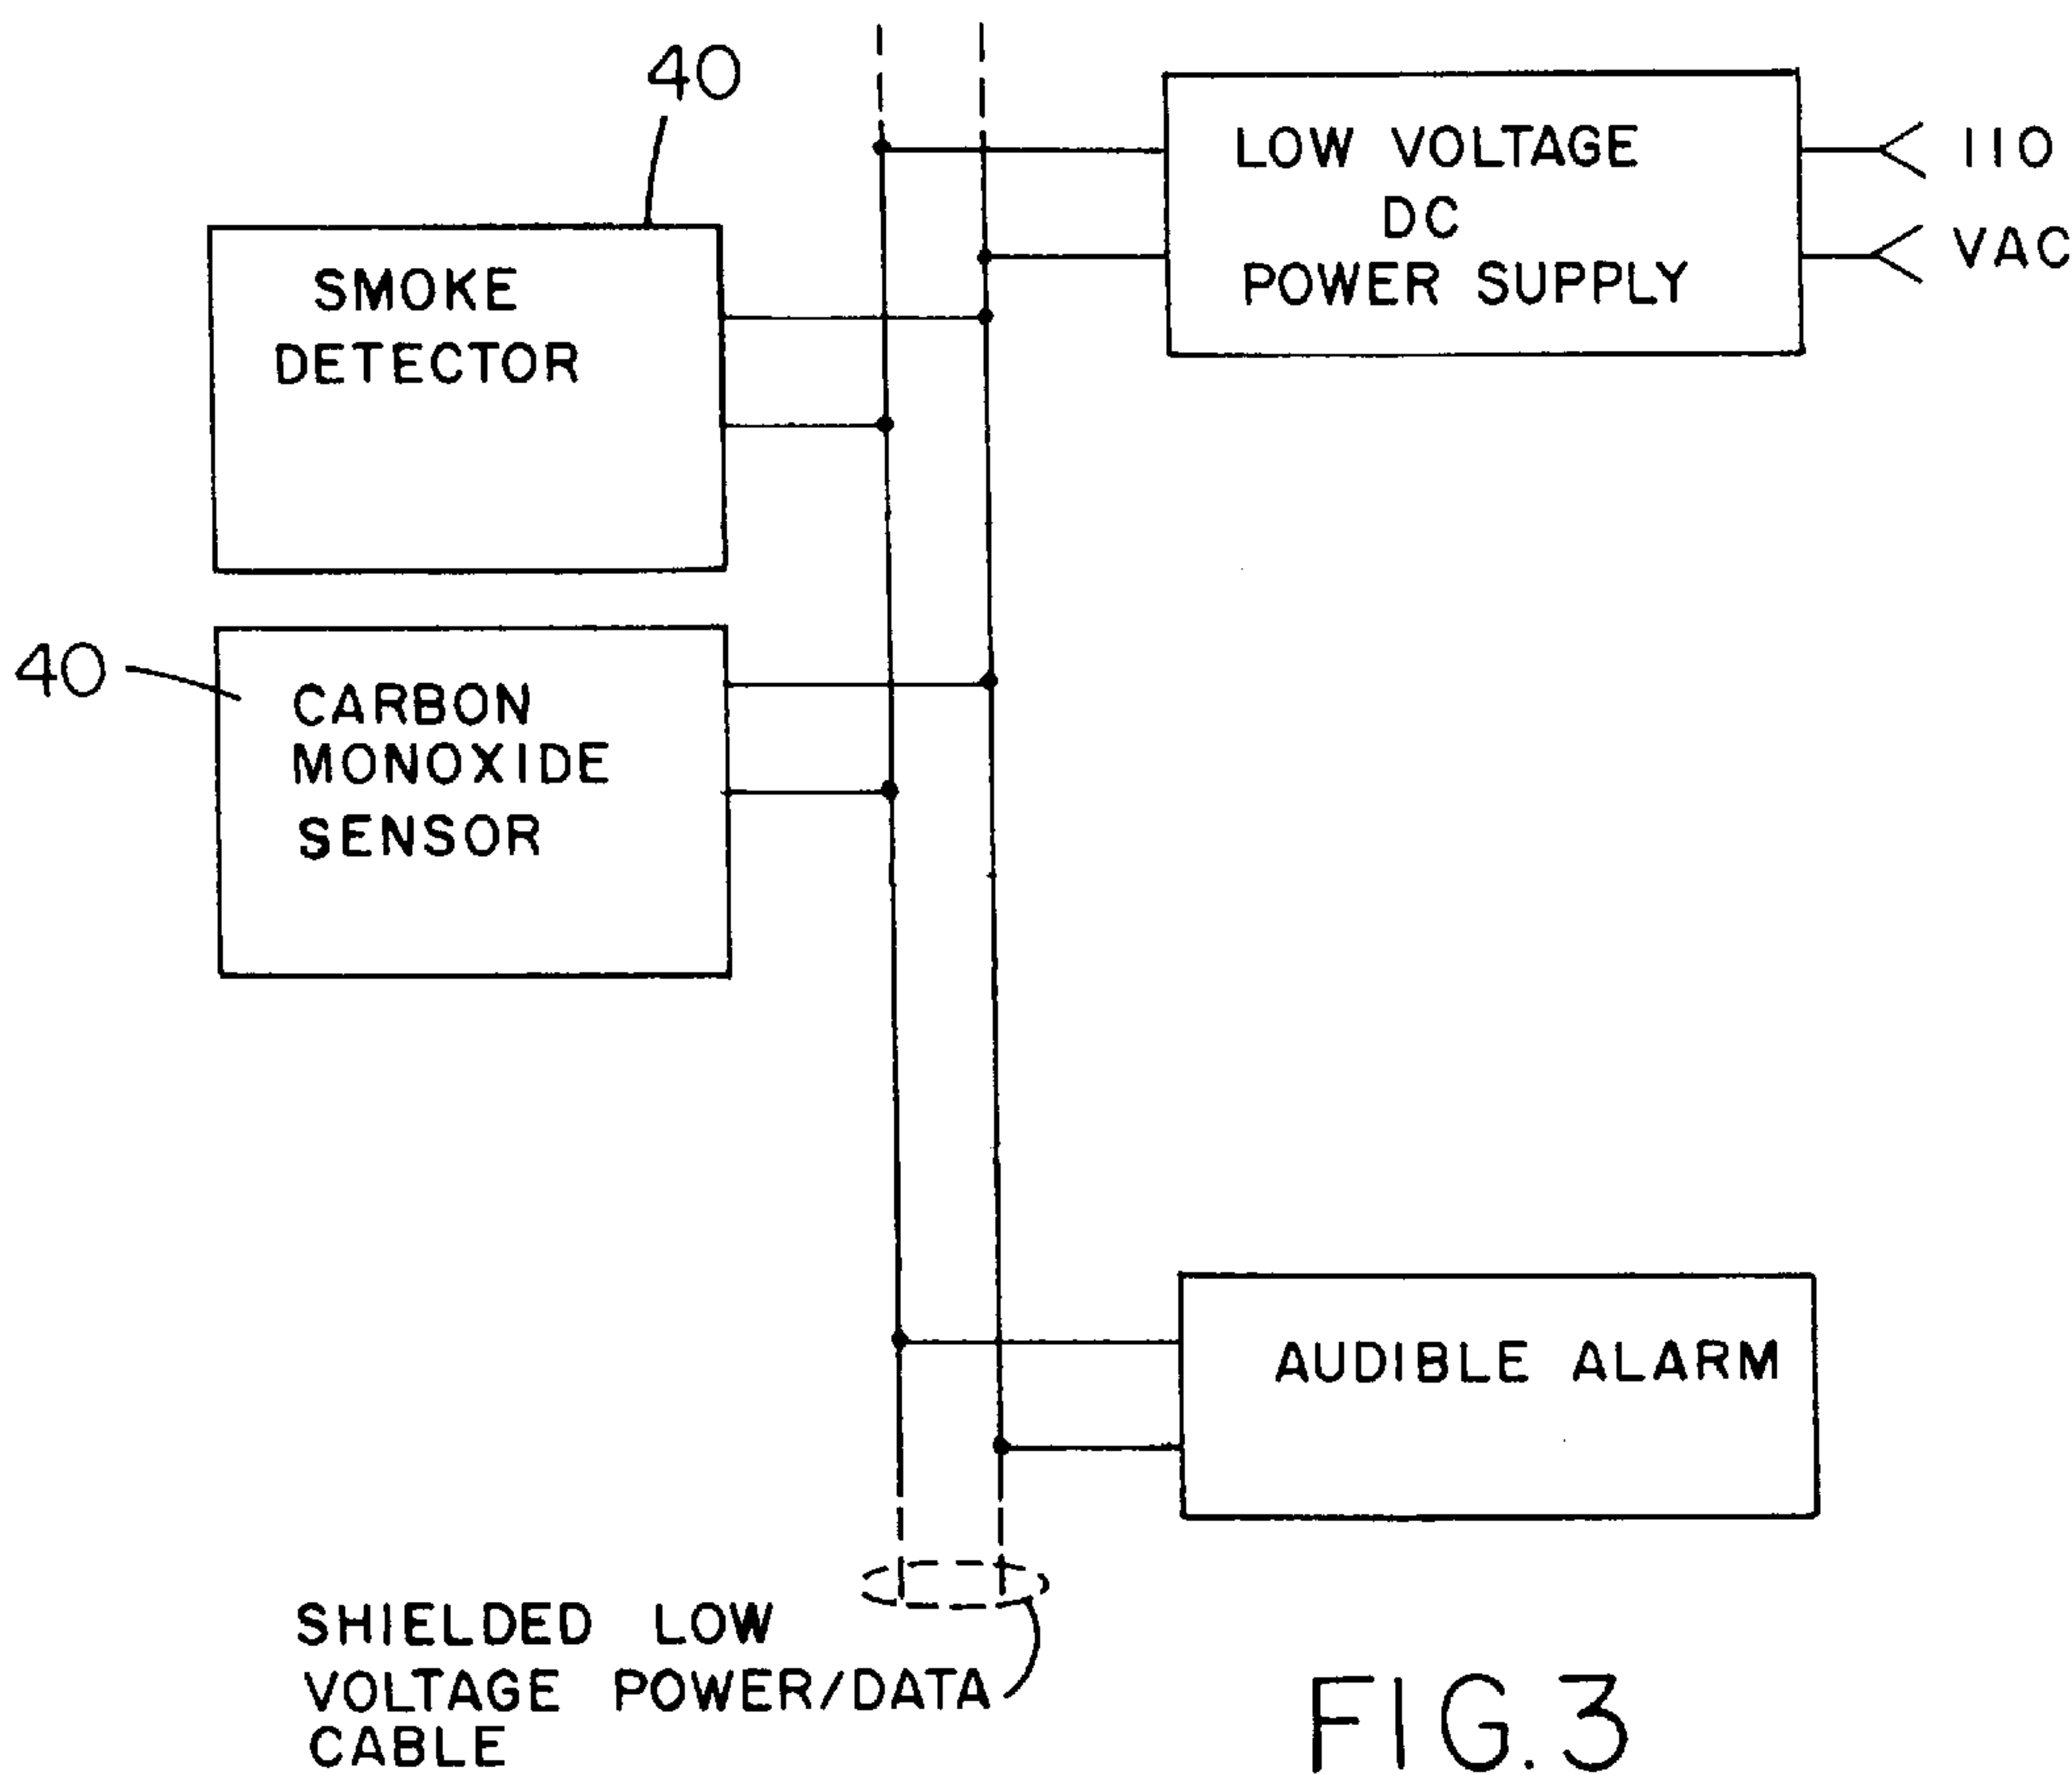 40
LOW VOLTAGE
DC
POWER SUPPLY
110
VAC
SMOKE
DETECTOR
40
CARBON
MONOXIDE
SENSOR
AUDIBLE ALARM
SHIELDED LOW
VOLTAGE POWER/DATA
CABLE
FIG.3